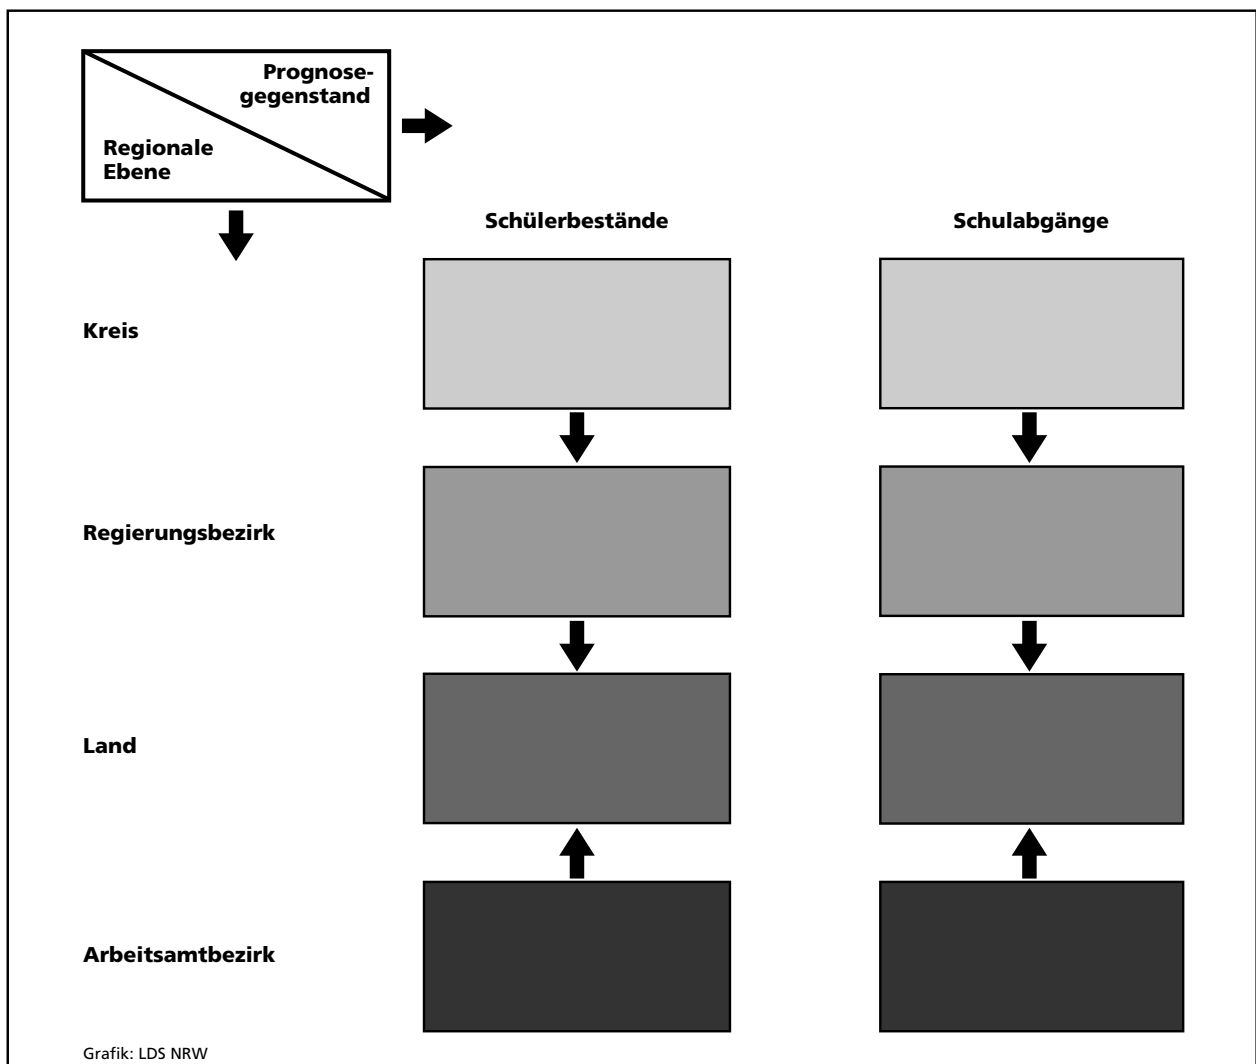 Prognose-
gegenstand
Regionale
Ebene
Schülerbestände
Schulabgänge
Kreis
Regierungsbezirk
Land
Arbeitsamtbezirk
Grafik: LDS NRW